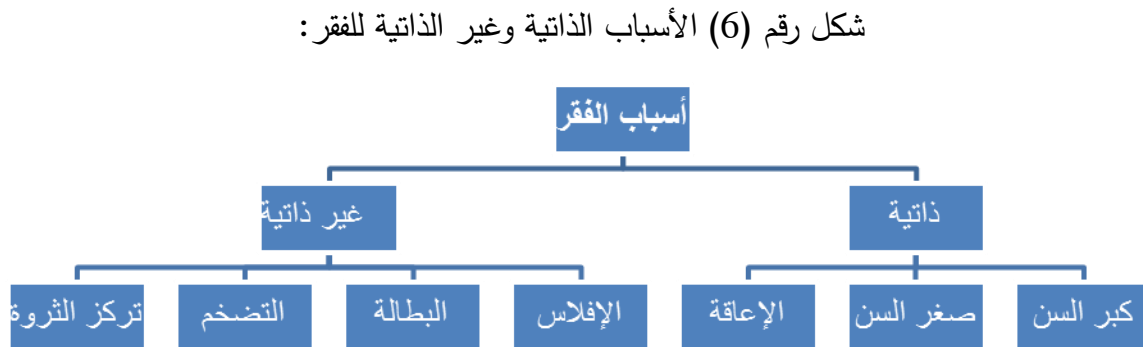 شكل رقم (6) الأسباب الذاتية وغير الذاتية للفقر:
أسباب الفقر
ذاتية
غير ذاتية
كبر السن
صغر السن
الإعاقة
الإفلاس
البطالة
التضخم
تركز الثروة